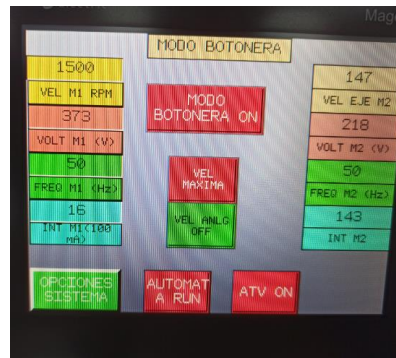 Mage
MODO BOTONERA
1500
VEL M1 RPM
373
VOLT M1 (V)
50
FREQ M1 (Hz)
16
INT M1(100
MA)
MODO
BOTONERA ON
VEL
MAXIMA
VEL ANLG
OFF
147
VEL EJE M2
218
VOLT M2 (V)
50
FREQ M2 (Hz)
143
INT M2
OPCIONES
SISTEMA
AUTOMAT
A RUN
ATV ON